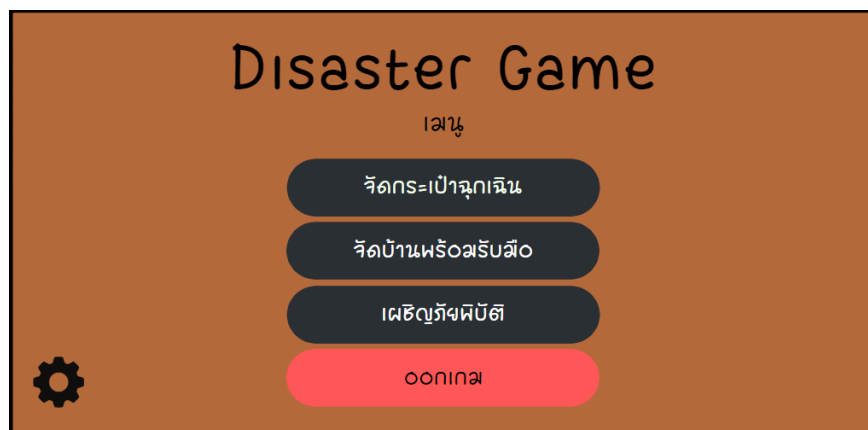 Disaster Game
เมนู
จัดกระเป๋าฉุกเฉิน
จัดบ้านพร้อมรับมือ
เผชิญภัยพิบัติ
ออกเกม